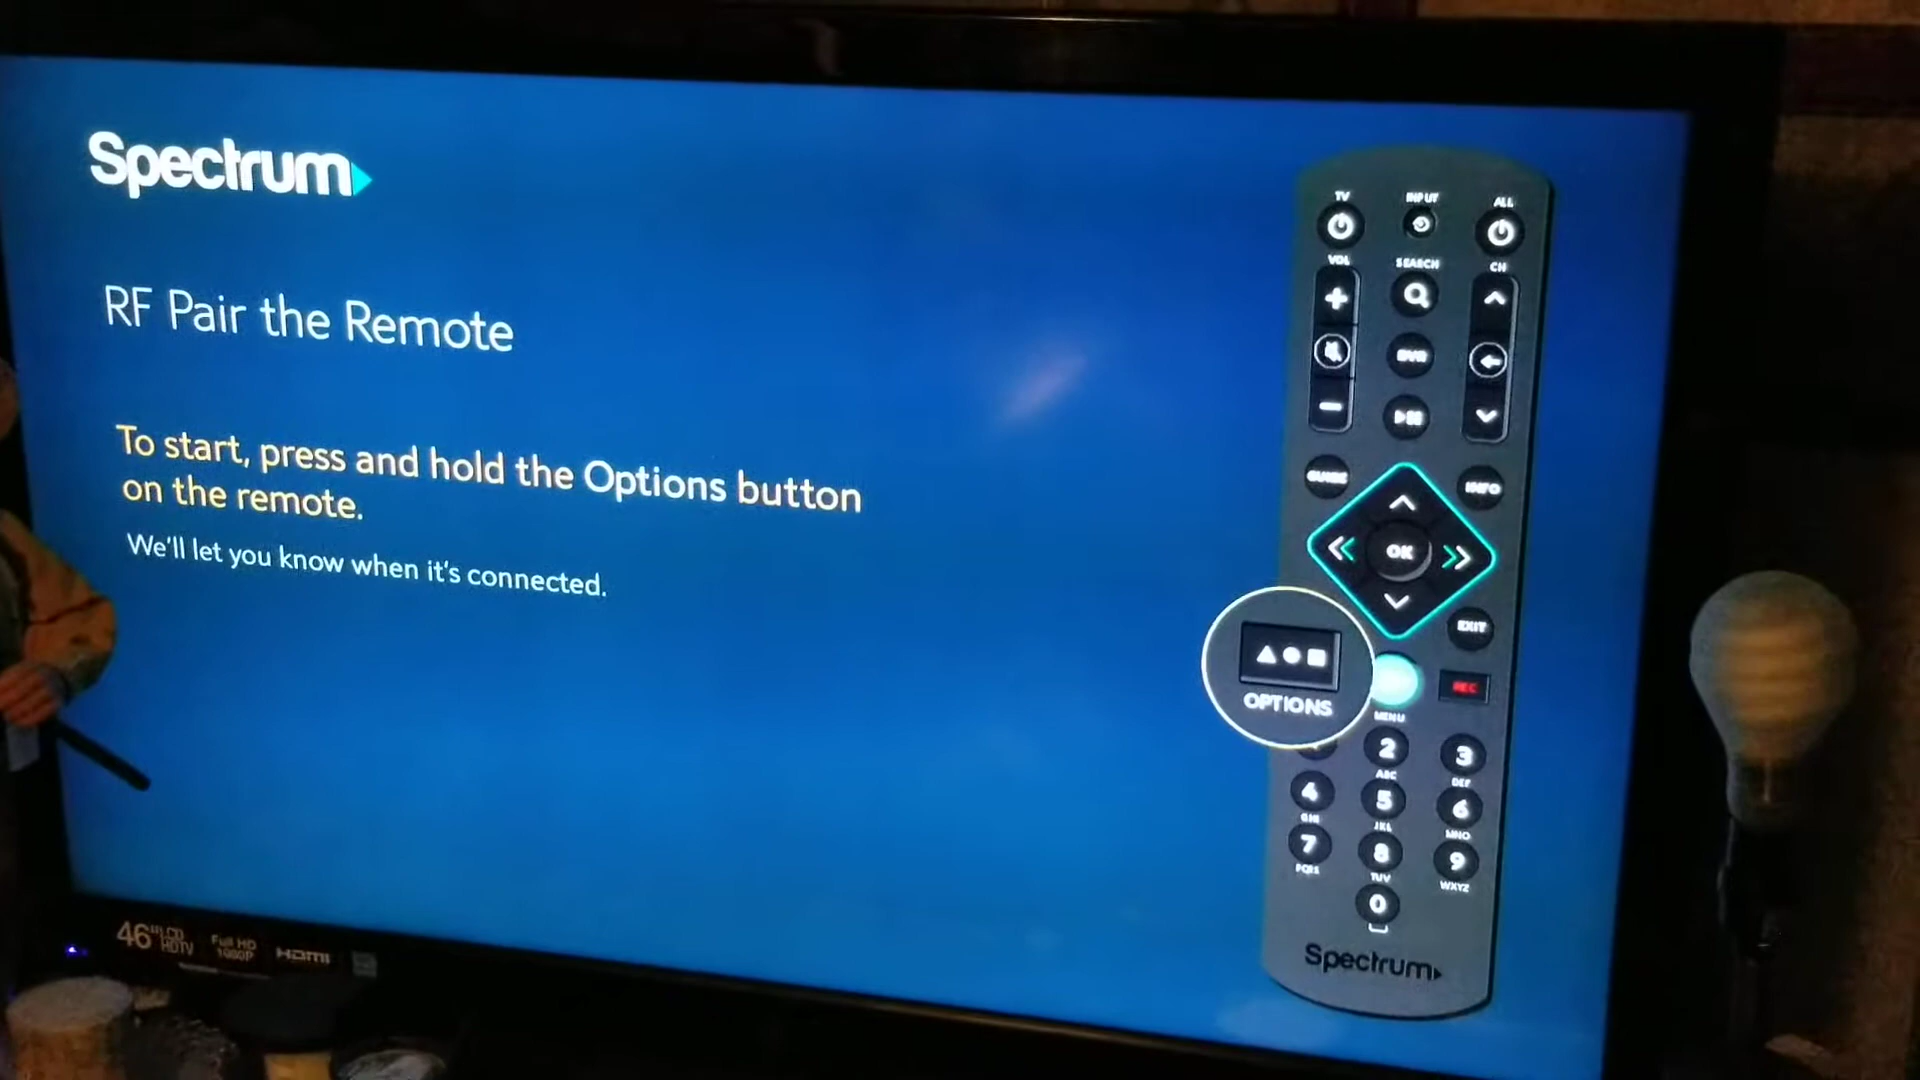 Spectrum
RF Pair the Remote
To start, press and hold the Options button
on the remote.
We'll let you know when it's connected.
TV INPUT ALL
VOL SEARCH CH
DVR
GUIDE INFO
OK
EXIT
OPTIONS
MENU
REC
2 3
ABC DEF
4 5 6
GHI JKL MNO
7 8 9
PQRS TUV WXYZ
0
Spectrum
46" LCD HDTV
Full HD 1080P
HDMI